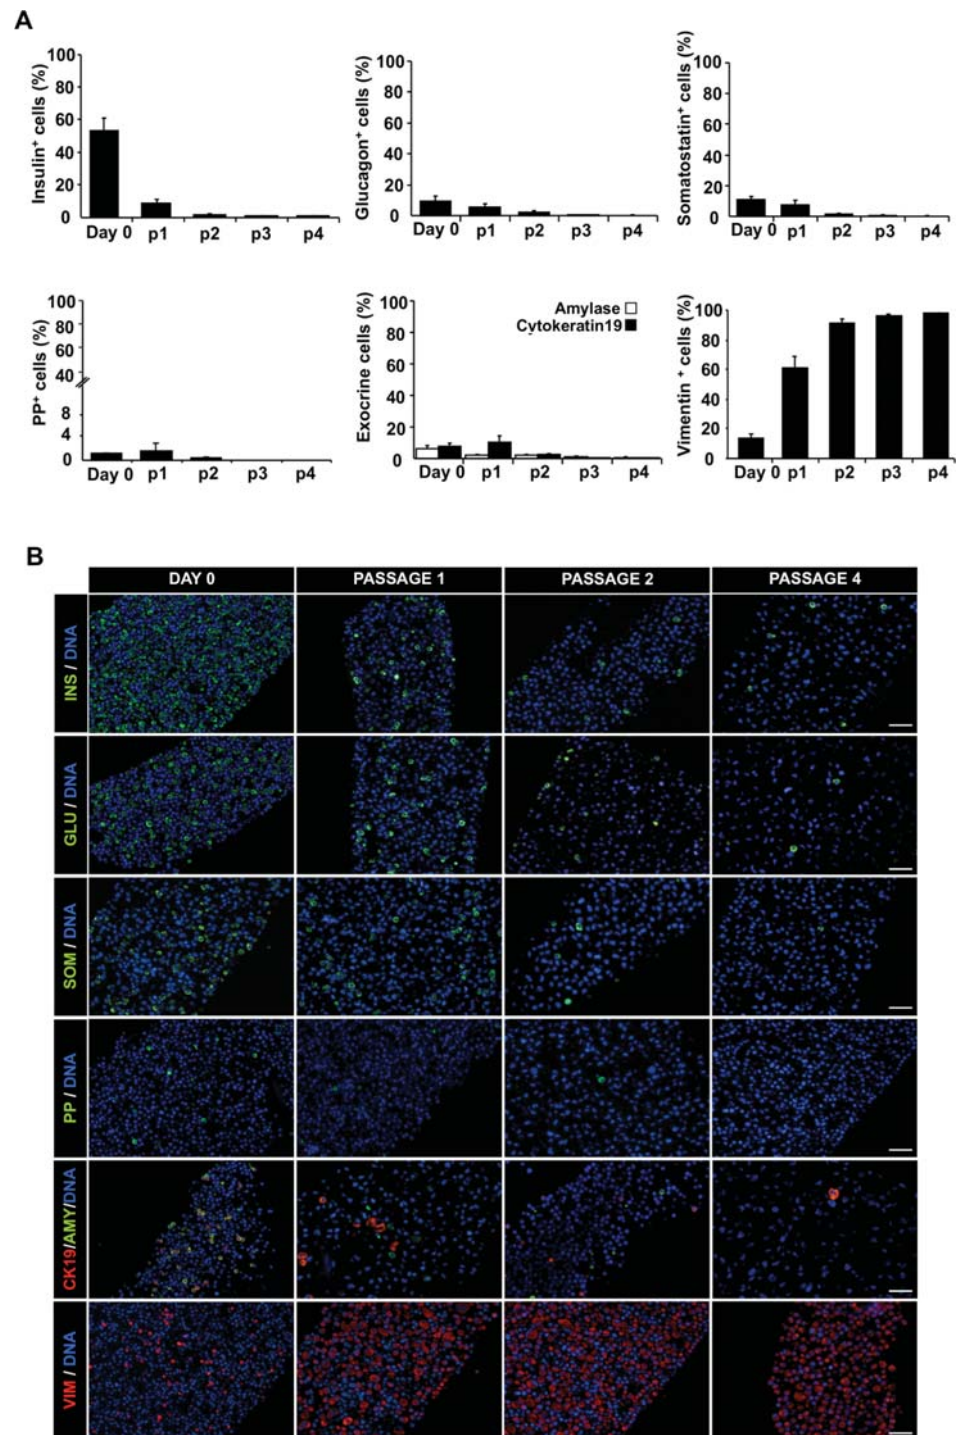 A
Insulin⁺ cells (%)
100
80
60
40
20
0
Day 0 p1 p2 p3 p4
Glucagon⁺ cells (%)
100
80
60
40
20
0
Day 0 p1 p2 p3 p4
Somatostatin⁺ cells (%)
100
80
60
40
20
0
Day 0 p1 p2 p3 p4
PP⁺ cells (%)
100
80
60
40
8
4
0
Day 0 p1 p2 p3 p4
Exocrine cells (%)
100
80
60
40
20
0
Amylase
Cytokeratin19
Day 0 p1 p2 p3 p4
Vimentin ⁺ cells (%)
100
80
60
40
20
0
Day 0 p1 p2 p3 p4
B
DAY 0 PASSAGE 1 PASSAGE 2 PASSAGE 4
INS / DNA
GLU / DNA
SOM / DNA
PP / DNA
CK19/AMY/DNA
VIM / DNA